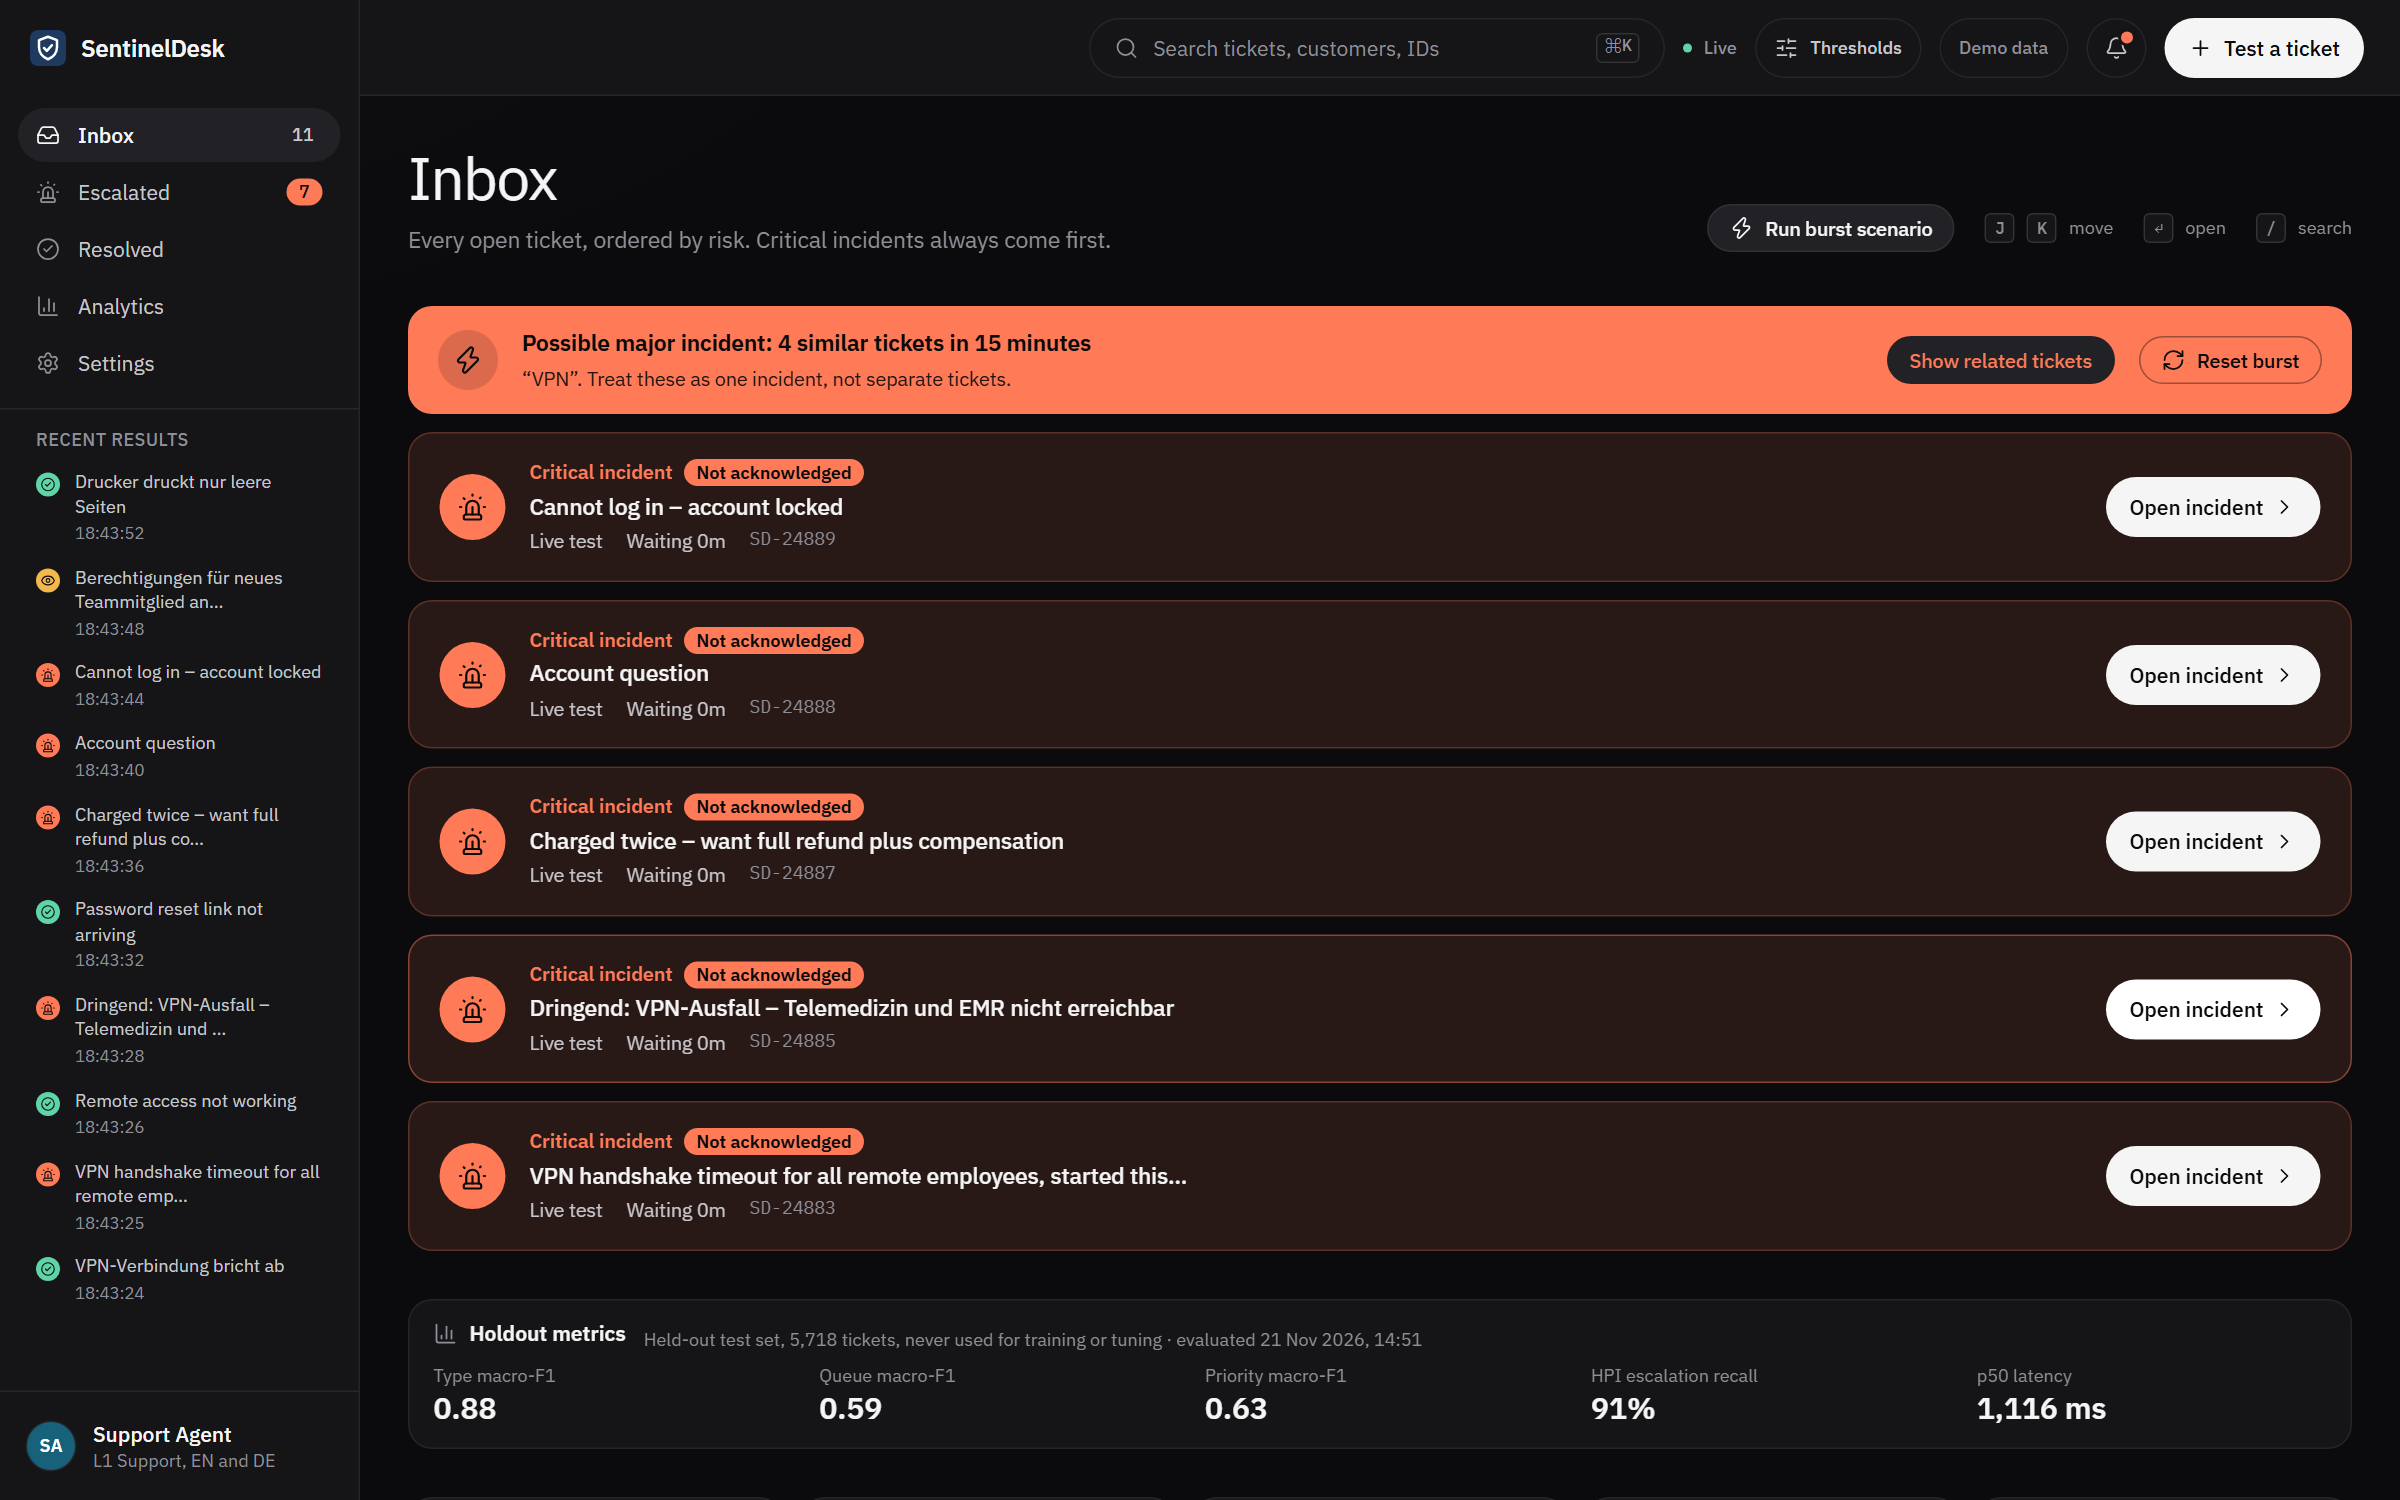 SentinelDesk
Search tickets, customers, IDs
⌘K
Live
Thresholds
Demo data
Test a ticket
Inbox
11
Escalated
7
Resolved
Analytics
Settings
RECENT RESULTS
Drucker druckt nur leere
Seiten
18:43:52
Berechtigungen für neues
Teammitglied an...
18:43:48
Cannot log in – account locked
18:43:44
Account question
18:43:40
Charged twice – want full
refund plus co...
18:43:36
Password reset link not
arriving
18:43:32
Dringend: VPN-Ausfall –
Telemedizin und ...
18:43:28
Remote access not working
18:43:26
VPN handshake timeout for all
remote emp...
18:43:25
VPN-Verbindung bricht ab
18:43:24
SA
Support Agent
L1 Support, EN and DE
Inbox
Every open ticket, ordered by risk. Critical incidents always come first.
Run burst scenario
J K move
↵ open
/ search
Possible major incident: 4 similar tickets in 15 minutes
“VPN”. Treat these as one incident, not separate tickets.
Show related tickets
Reset burst
Critical incident Not acknowledged
Cannot log in – account locked
Live test Waiting 0m SD-24889
Open incident
Critical incident Not acknowledged
Account question
Live test Waiting 0m SD-24888
Open incident
Critical incident Not acknowledged
Charged twice – want full refund plus compensation
Live test Waiting 0m SD-24887
Open incident
Critical incident Not acknowledged
Dringend: VPN-Ausfall – Telemedizin und EMR nicht erreichbar
Live test Waiting 0m SD-24885
Open incident
Critical incident Not acknowledged
VPN handshake timeout for all remote employees, started this...
Live test Waiting 0m SD-24883
Open incident
Holdout metrics Held-out test set, 5,718 tickets, never used for training or tuning · evaluated 21 Nov 2026, 14:51
Type macro-F1
0.88
Queue macro-F1
0.59
Priority macro-F1
0.63
HPI escalation recall
91%
p50 latency
1,116 ms